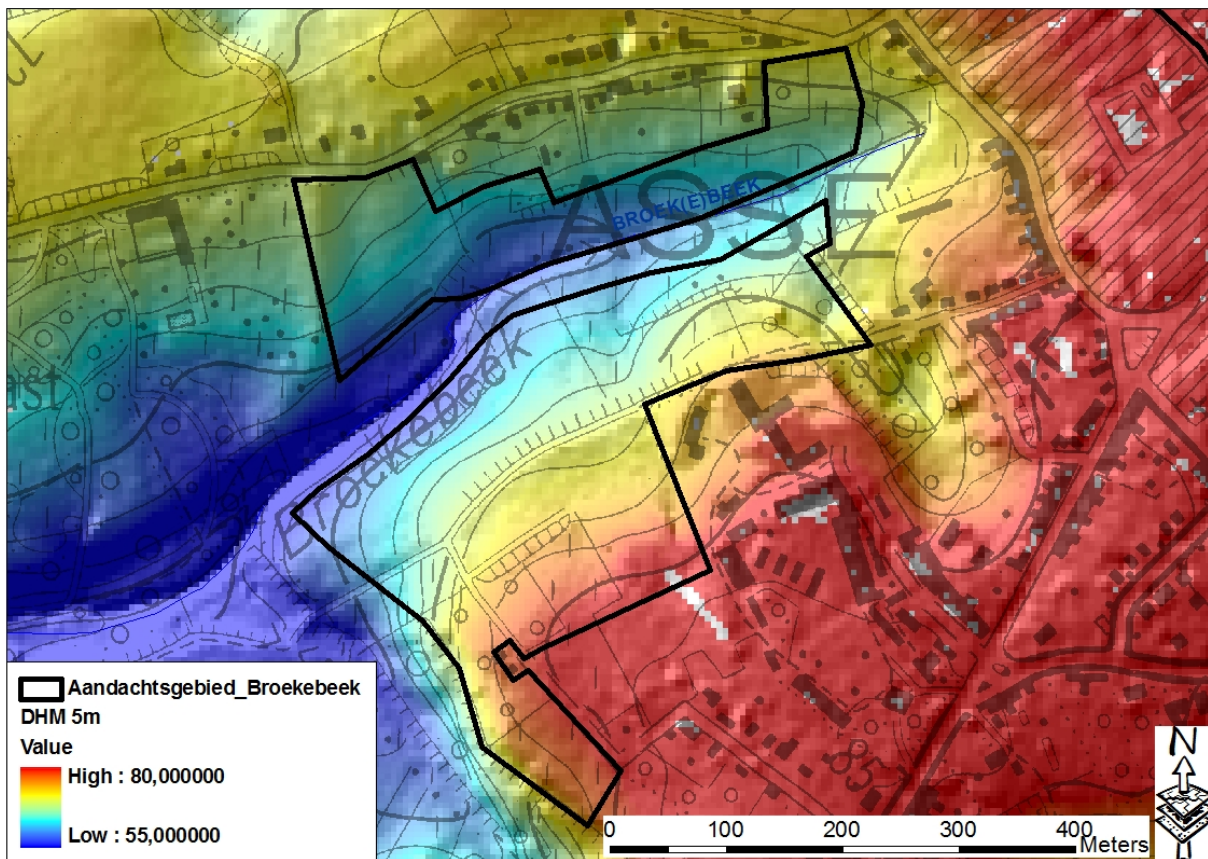 BROEK(E)BEEK
ASSE
Broekebeek
Aandachtsgebied_Broekebeek
DHM 5m
Value
High : 80,000000
Low : 55,000000
85
0 100 200 300 400
Meters
N